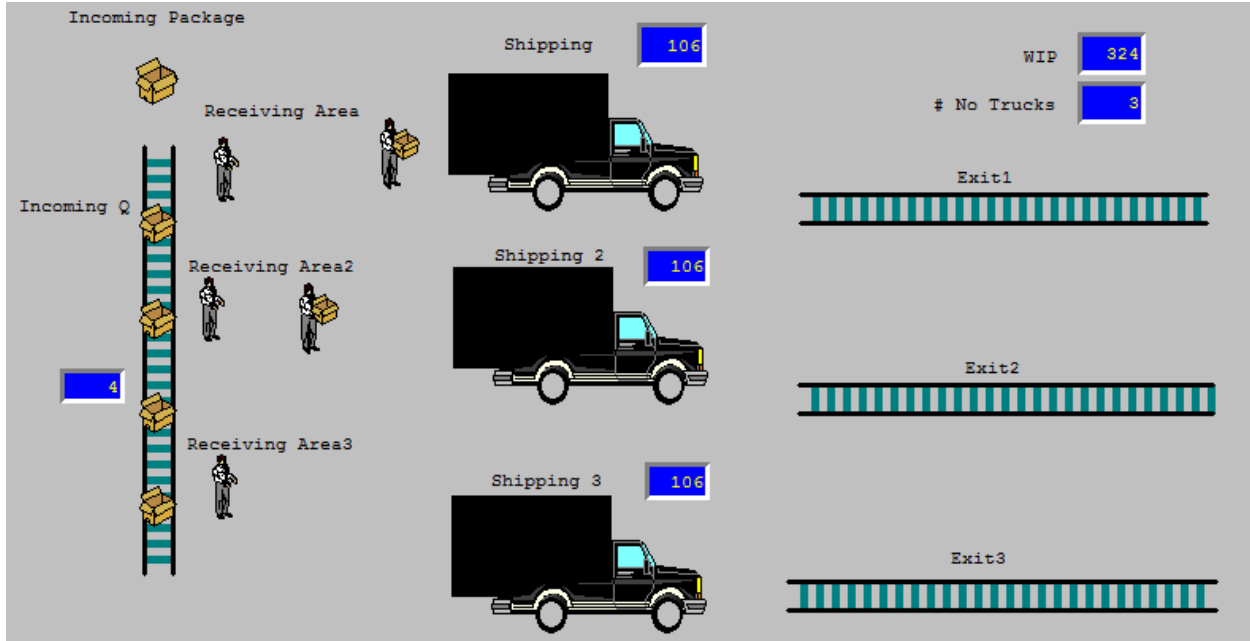 Incoming Package
Shipping 106
WIP 324
# No Trucks 3
Receiving Area
Exit1
Incoming Q
Shipping 2 106
Receiving Area2
Exit2
4
Receiving Area3
Shipping 3 106
Exit3